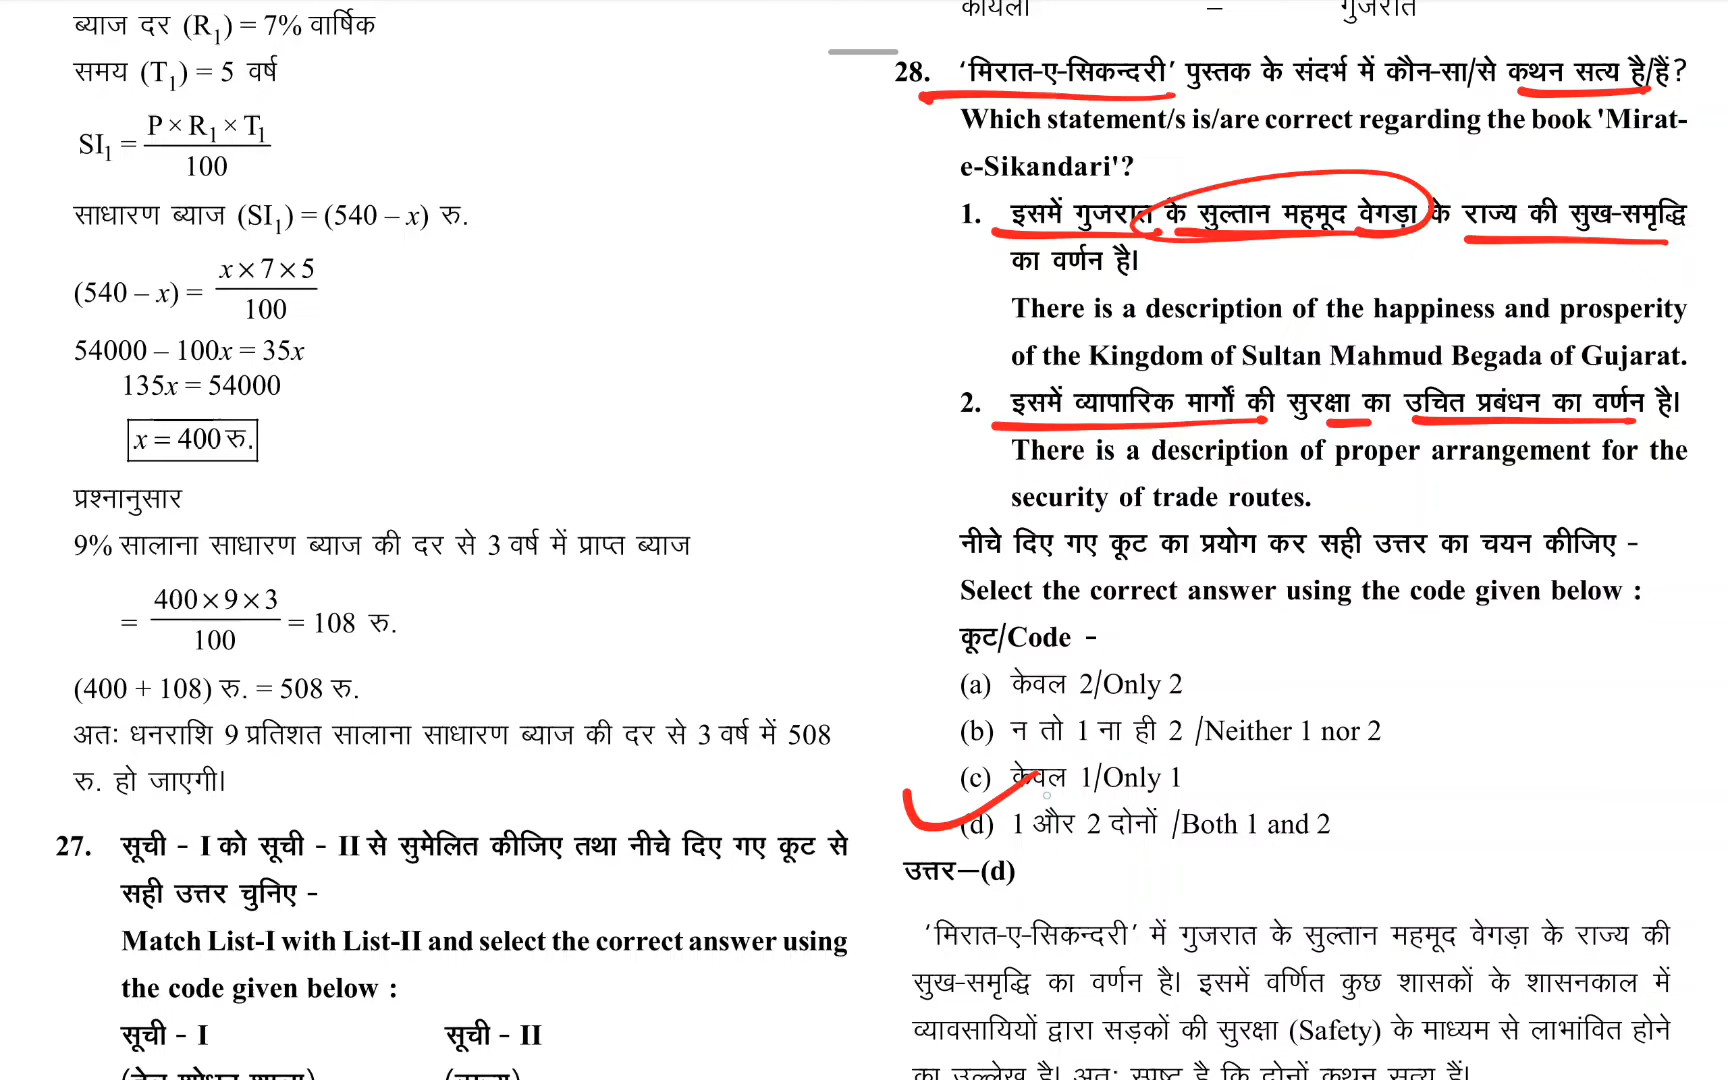 ब्याज दर (R₁) = 7% वार्षिक
समय (T₁) = 5 वर्ष
SI₁ = P × R₁ × T₁ / 100
साधारण ब्याज (SI₁) = (540 – x) रु.
(540 – x) = x × 7 × 5 / 100
54000 – 100x = 35x
135x = 54000
x = 400 रु.
प्रश्नानुसार
9% सालाना साधारण ब्याज की दर से 3 वर्ष में प्राप्त ब्याज
= 400 × 9 × 3 / 100 = 108 रु.
(400 + 108) रु. = 508 रु.
अतः धनराशि 9 प्रतिशत सालाना साधारण ब्याज की दर से 3 वर्ष में 508
रु. हो जाएगी।
27. सूची - I को सूची - II से सुमेलित कीजिए तथा नीचे दिए गए कूट से
सही उत्तर चुनिए -
Match List-I with List-II and select the correct answer using
the code given below :
सूची - I सूची - II
कोयला – गुजरात
28. 'मिरात-ए-सिकन्दरी' पुस्तक के संदर्भ में कौन-सा/से कथन सत्य है/हैं?
Which statement/s is/are correct regarding the book 'Mirat-
e-Sikandari'?
1. इसमें गुजरात के सुल्तान महमूद वेगड़ा के राज्य की सुख-समृद्धि
का वर्णन है।
There is a description of the happiness and prosperity
of the Kingdom of Sultan Mahmud Begada of Gujarat.
2. इसमें व्यापारिक मार्गों की सुरक्षा का उचित प्रबंधन का वर्णन है।
There is a description of proper arrangement for the
security of trade routes.
नीचे दिए गए कूट का प्रयोग कर सही उत्तर का चयन कीजिए -
Select the correct answer using the code given below :
कूट/Code -
(a) केवल 2/Only 2
(b) न तो 1 ना ही 2 /Neither 1 nor 2
(c) केवल 1/Only 1
(d) 1 और 2 दोनों /Both 1 and 2
उत्तर—(d)
'मिरात-ए-सिकन्दरी' में गुजरात के सुल्तान महमूद वेगड़ा के राज्य की
सुख-समृद्धि का वर्णन है। इसमें वर्णित कुछ शासकों के शासनकाल में
व्यावसायियों द्वारा सड़कों की सुरक्षा (Safety) के माध्यम से लाभांवित होने
का उल्लेख है। अतः स्पष्ट है कि दोनों कथन सत्य हैं।